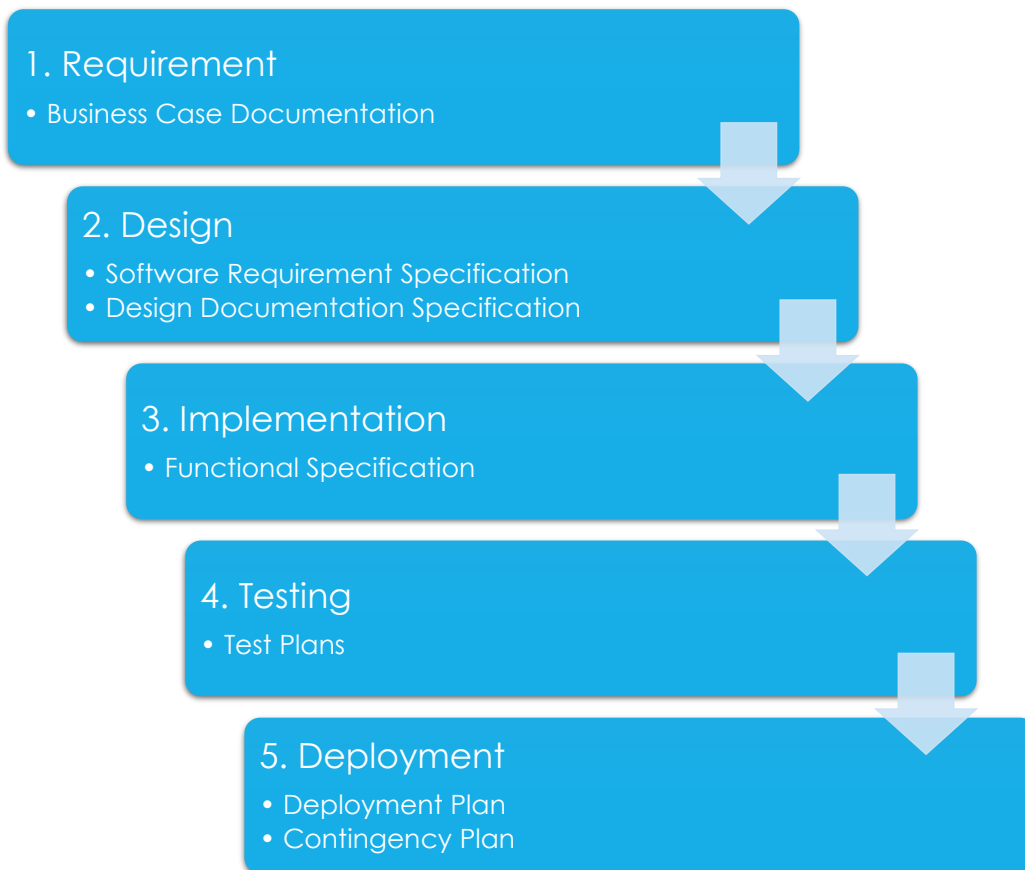 1. Requirement
• Business Case Documentation
2. Design
• Software Requirement Specification
• Design Documentation Specification
3. Implementation
• Functional Specification
4. Testing
• Test Plans
5. Deployment
• Deployment Plan
• Contingency Plan